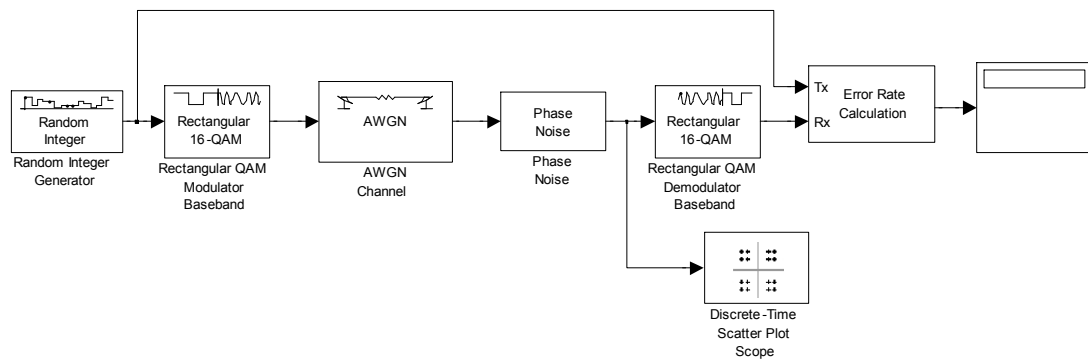 Random
Integer
Random Integer
Generator
Rectangular
16-QAM
Rectangular QAM
Modulator
Baseband
AWGN
AWGN
Channel
Phase
Noise
Phase
Noise
Rectangular
16-QAM
Rectangular QAM
Demodulator
Baseband
Tx
Rx
Error Rate
Calculation
Discrete-Time
Scatter Plot
Scope